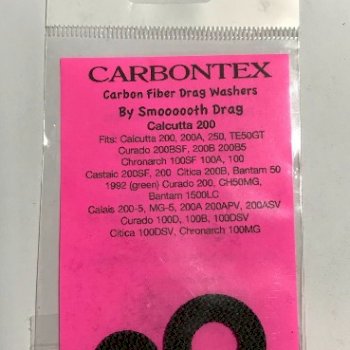 CARBONTEX
Carbon Fiber Drag Washers
By Smoooooth Drag
Calcutta 200
Fits: Calcutta 200, 200A, 250, TE50GT
Curado 200BSF, 200B 200B5
Chronarch 100SF 100A, 100
Castaic 200SF, 200 Citica 200B, Bantam 50
1992 (green) Curado 200, CH50MG,
Bantam 1500LC
Calais 200-5, MG-5, 200A 200APV, 200ASV
Curado 100D, 100B, 100DSV
Citica 100DSV, Chronarch 100MG